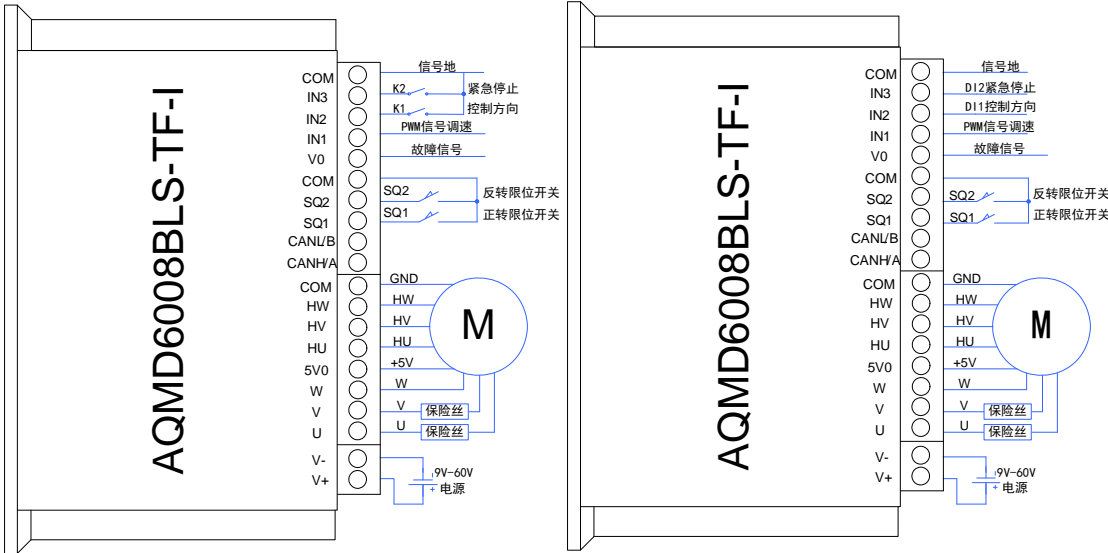 AQMD6008BLS-TF-I
COM 信号地
IN3 K2 紧急停止
IN2 K1 控制方向
IN1 PWM信号调速
V0 故障信号
COM
SQ2 SQ2 反转限位开关
SQ1 SQ1 正转限位开关
CANL/B
CANH/A
COM GND
HW HW
HV HV M
HU HU
5V0 +5V
W W
V V 保险丝
U U 保险丝
V- 9V-60V
V+ + 电源
AQMD6008BLS-TF-I
COM 信号地
IN3 DI2紧急停止
IN2 DI1控制方向
IN1 PWM信号调速
V0 故障信号
COM
SQ2 SQ2 反转限位开关
SQ1 SQ1 正转限位开关
CANL/B
CANH/A
COM GND
HW HW
HV HV M
HU HU
5V0 +5V
W W
V V 保险丝
U U 保险丝
V- 9V-60V
V+ + 电源